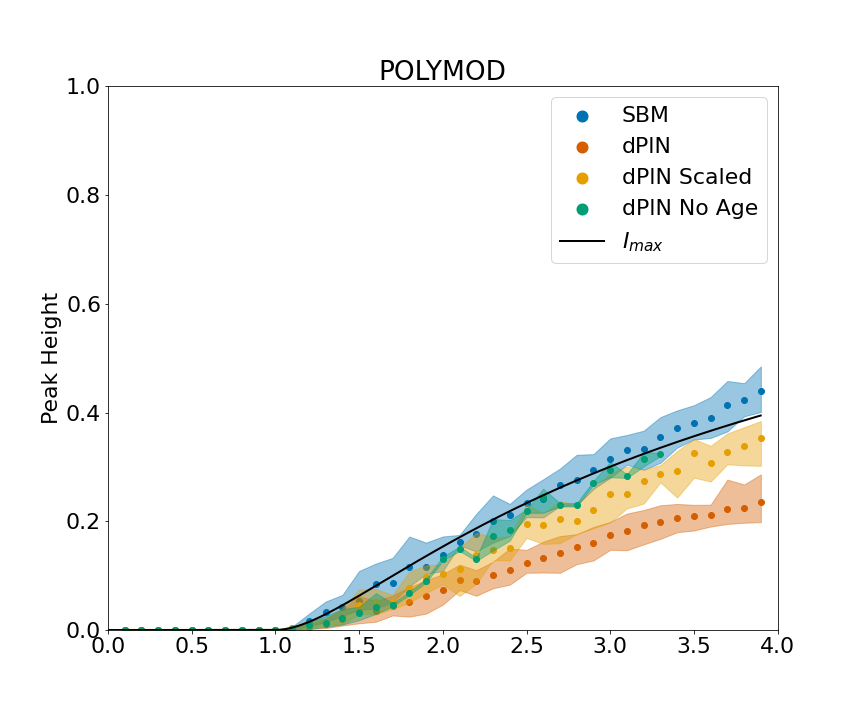 POLYMOD
1.0
0.8
0.6
0.4
0.2
0.0
Peak Height
SBM
dPIN
dPIN Scaled
dPIN No Age
I_max
0.0 0.5 1.0 1.5 2.0 2.5 3.0 3.5 4.0